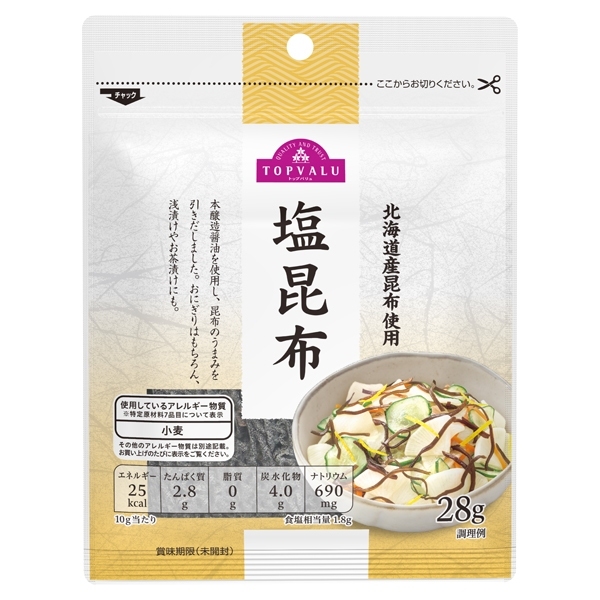 ここからお切りください。
チャック
QUALITY AND TRUST
TOPVALU
トップバリュ
塩昆布
北海道産昆布使用
本醸造醤油を使用し、昆布のうまみを
引きだしました。おにぎりはもちろん、
浅漬けやお茶漬けにも。
使用しているアレルギー物質
※特定原材料7品目について表示
小麦
その他のアレルギー物質は別途記載。
お買い上げのたびに表示をご覧ください。
エネルギー たんぱく質 脂質 炭水化物 ナトリウム
25 2.8 0 4.0 690
kcal g g g mg
10g当たり 食塩相当量1.8g
28g
調理例
賞味期限(未開封)